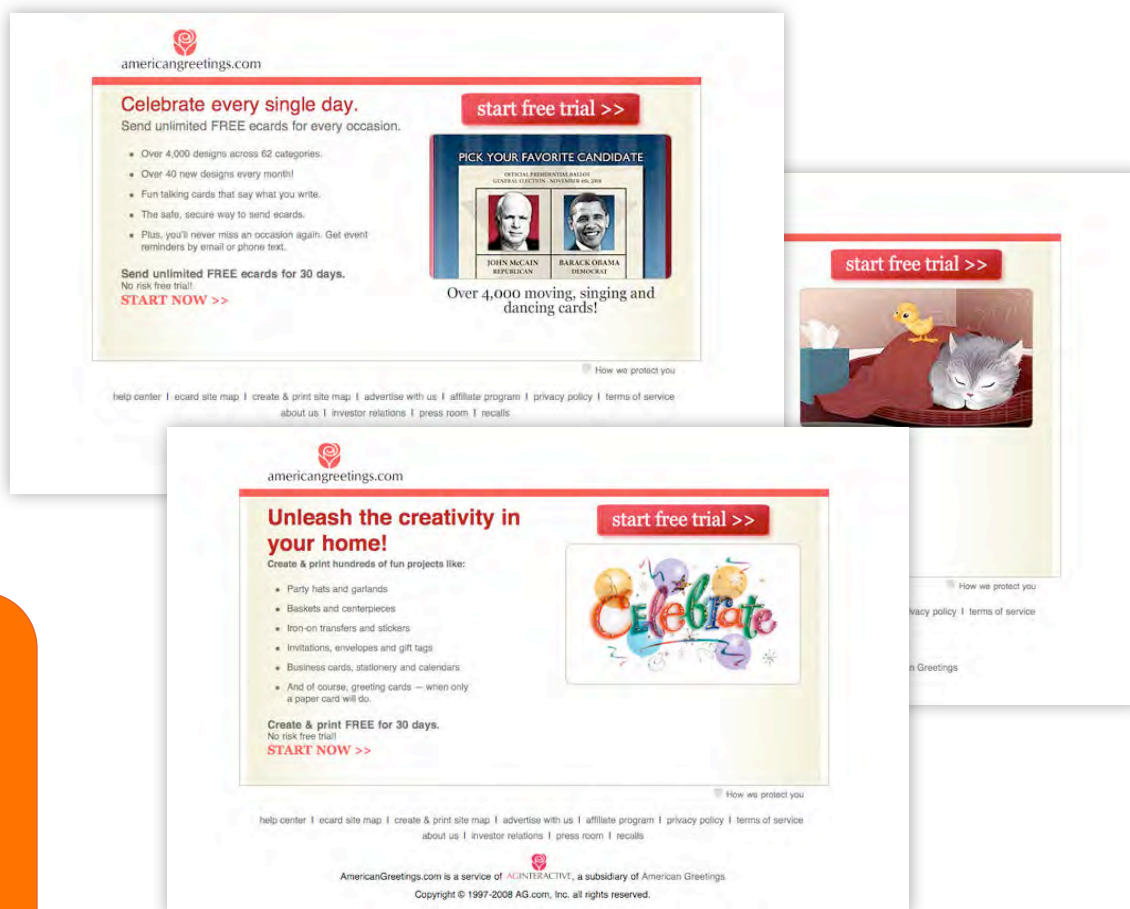 americangreetings.com
Celebrate every single day.
Send unlimited FREE ecards for every occasion.
Over 4,000 designs across 62 categories.
Over 40 new designs every month!
Fun talking cards that say what you write.
The safe, secure way to send ecards.
Plus, you'll never miss an occasion again. Get event
reminders by email or phone text.
Send unlimited FREE ecards for 30 days.
No risk free trial!
START NOW >>
start free trial >>
PICK YOUR FAVORITE CANDIDATE
OFFICIAL PRESIDENTIAL BALLOT
GENERAL ELECTION - NOVEMBER 4th, 2008
JOHN McCAIN
REPUBLICAN
BARACK OBAMA
DEMOCRAT
Over 4,000 moving, singing and
dancing cards!
How we protect you
help center | ecard site map | create & print site map | advertise with us | affiliate program | privacy policy | terms of service
about us | investor relations | press room | recalls
start free trial >>
How we protect you
vacy policy | terms of service
n Greetings
americangreetings.com
Unleash the creativity in
your home!
Create & print hundreds of fun projects like:
Party hats and garlands
Baskets and centerpieces
Iron-on transfers and stickers
Invitations, envelopes and gift tags
Business cards, stationery and calendars
And of course, greeting cards — when only
a paper card will do.
Create & print FREE for 30 days.
No risk free trial!
START NOW >>
start free trial >>
Celebrate
How we protect you
help center | ecard site map | create & print site map | advertise with us | affiliate program | privacy policy | terms of service
about us | investor relations | press room | recalls
AmericanGreetings.com is a service of AGINTERACTIVE, a subsidiary of American Greetings
Copyright © 1997-2008 AG.com, Inc. all rights reserved.